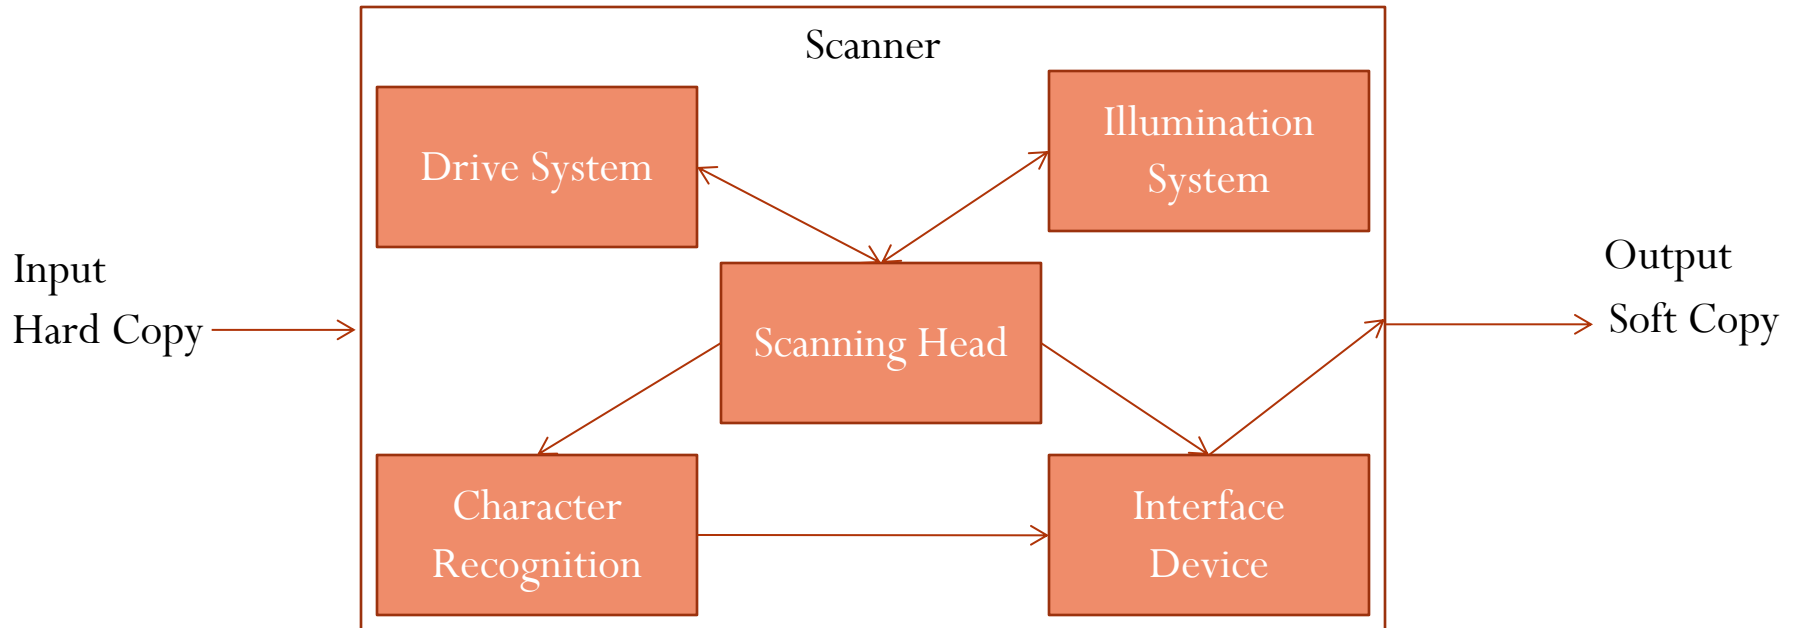 Scanner
Drive System
Illumination
System
Input
Hard Copy
Scanning Head
Output
Soft Copy
Character
Recognition
Interface
Device